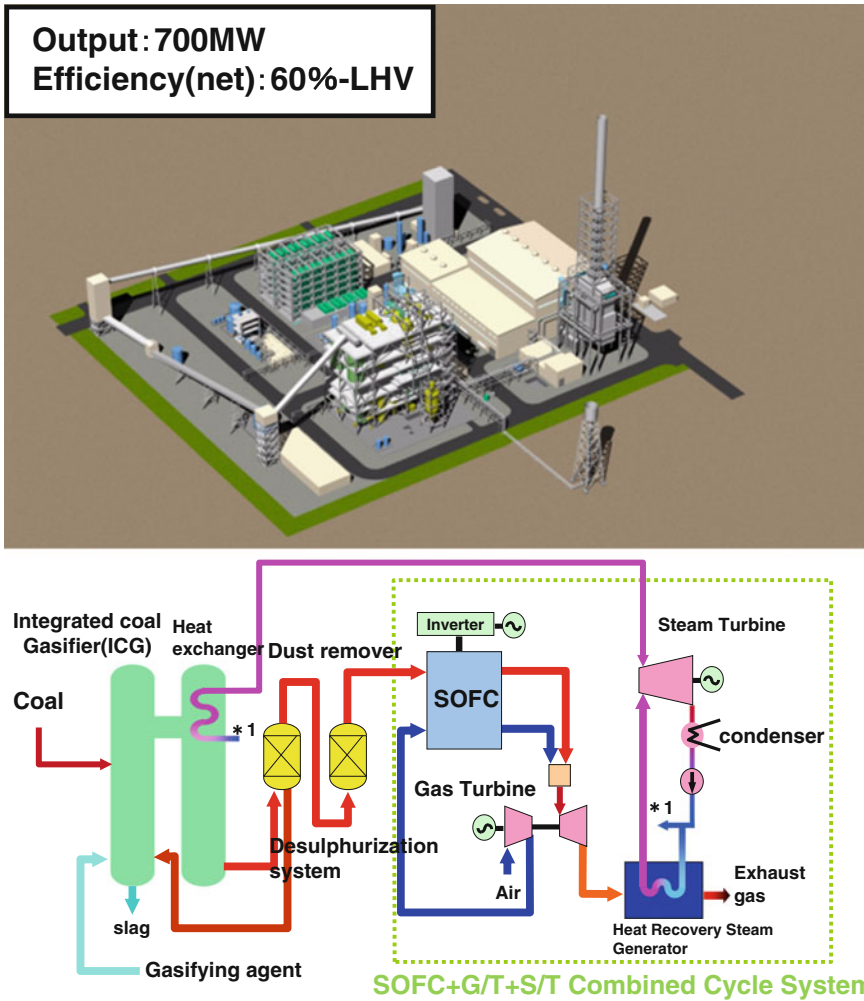 Output:700MW
Efficiency(net):60%-LHV
Integrated coal
Gasifier(ICG)
Heat
exchanger
Dust remover
Inverter
Steam Turbine
Coal
SOFC
*1
condenser
Gas Turbine
*1
Desulphurization
system
Air
Exhaust
gas
slag
Heat Recovery Steam
Generator
Gasifying agent
SOFC+G/T+S/T Combined Cycle System